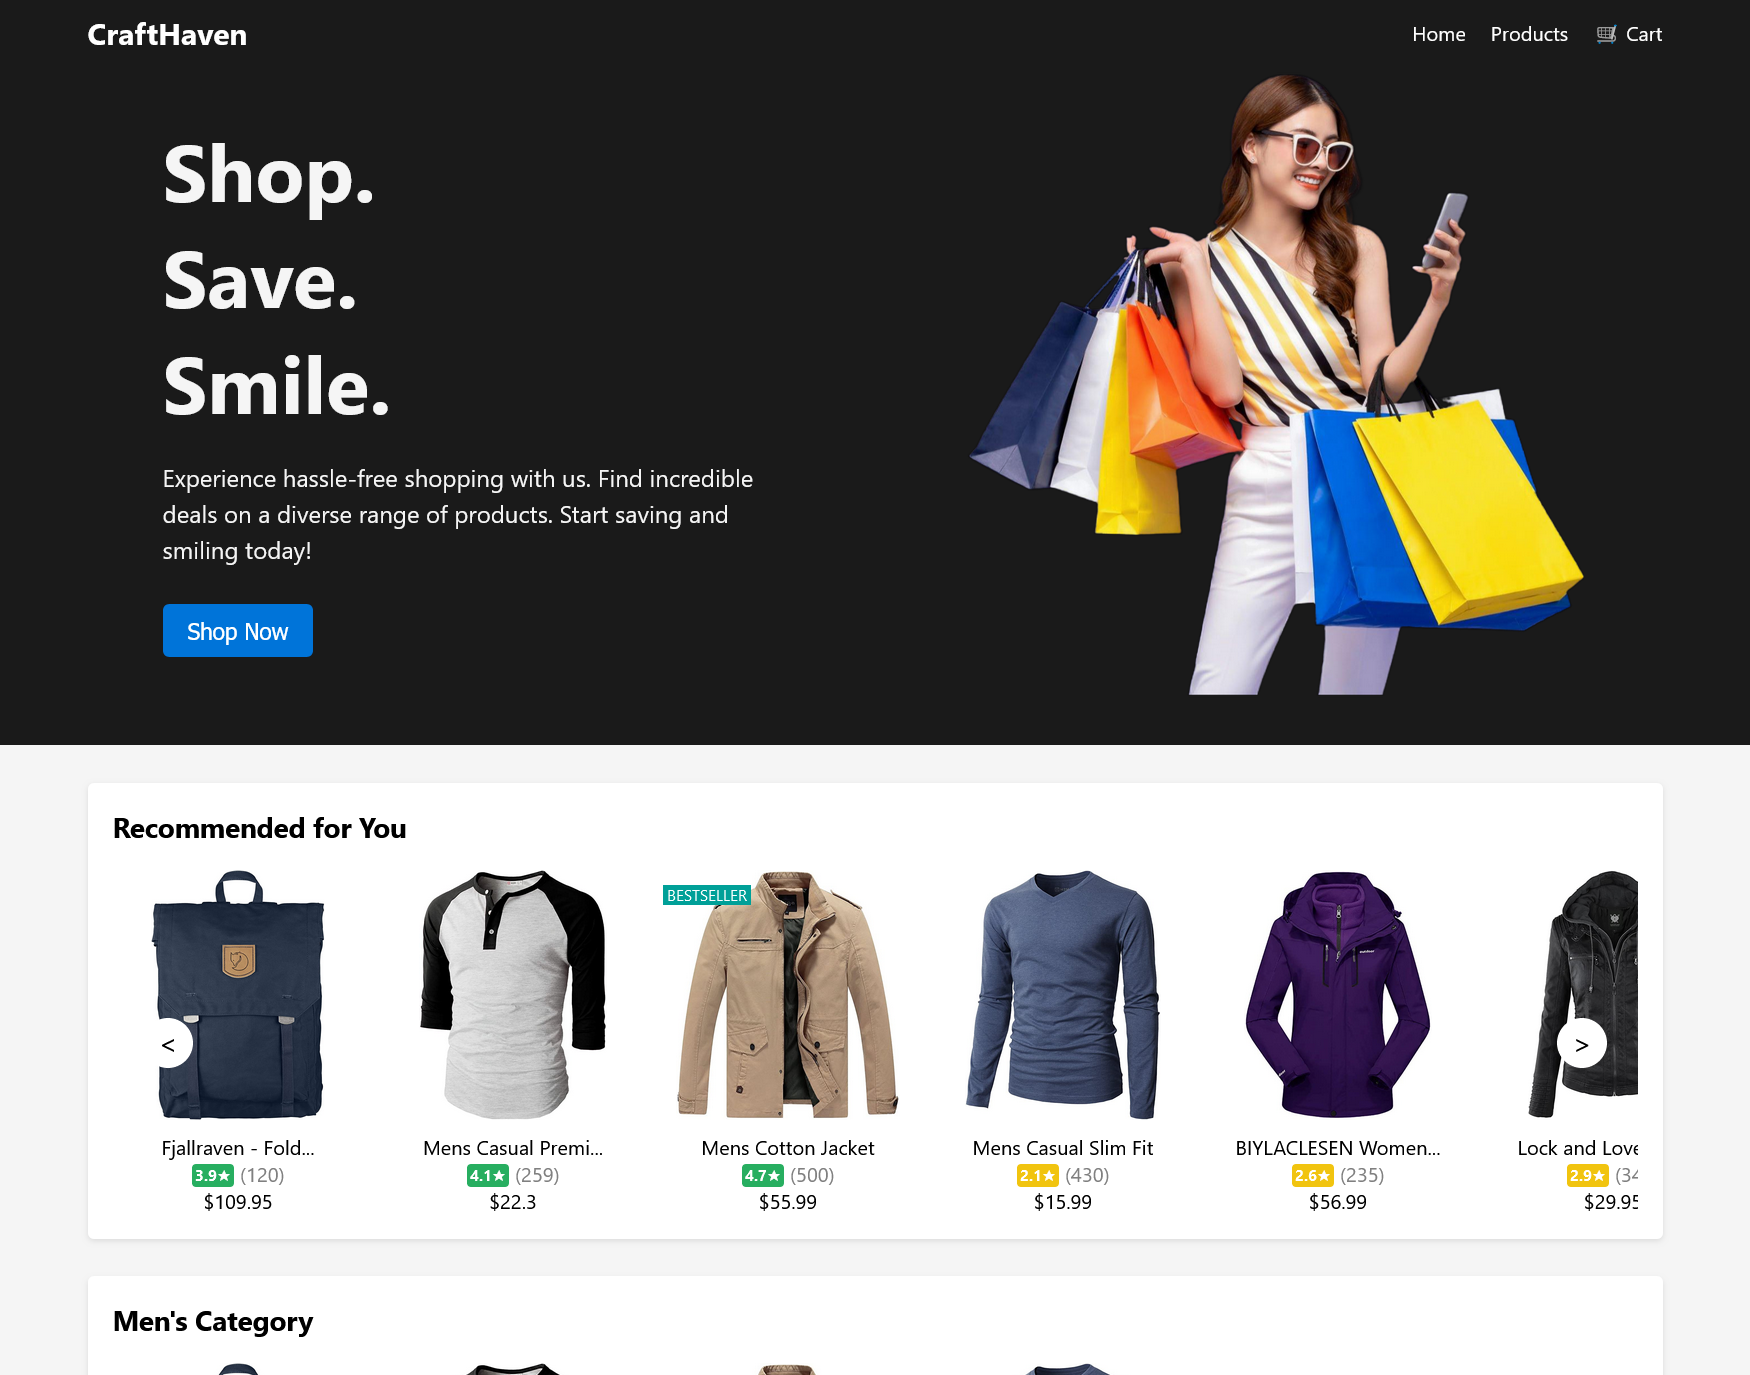 CraftHaven
Home Products 🛒 Cart
Shop.
Save.
Smile.
Experience hassle-free shopping with us. Find incredible
deals on a diverse range of products. Start saving and
smiling today!
Shop Now
Recommended for You
BESTSELLER
< >
Fjallraven - Fold... Mens Casual Premi... Mens Cotton Jacket Mens Casual Slim Fit BIYLACLESEN Women... Lock and Love
3.9★ (120) 4.1★ (259) 4.7★ (500) 2.1★ (430) 2.6★ (235) 2.9★ (34
$109.95 $22.3 $55.99 $15.99 $56.99 $29.95
Men's Category